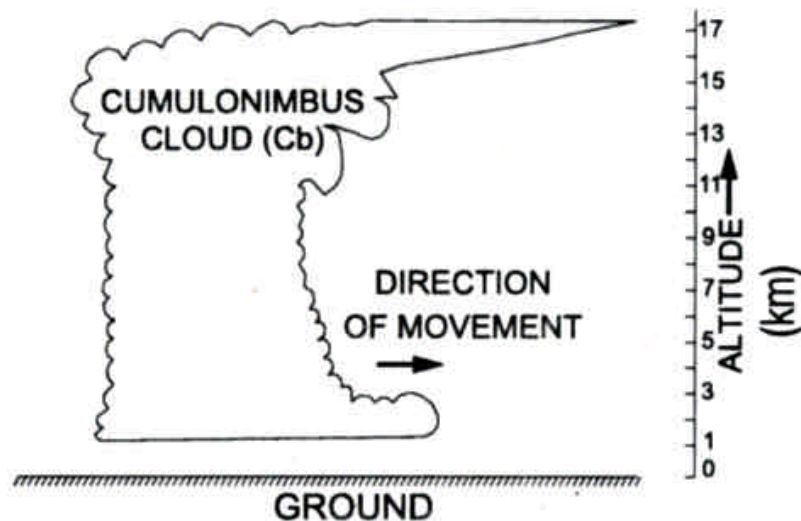 CUMULONIMBUS
CLOUD (Cb)
DIRECTION
OF MOVEMENT
GROUND
17
15
13
11
9
7
5
3
1
0
ALTITUDE
(km)